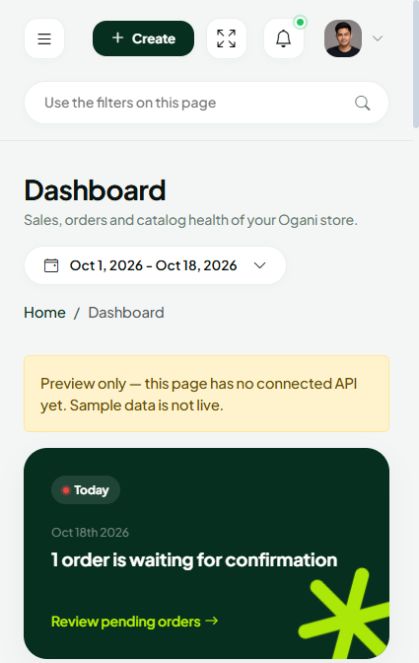 + Create
Use the filters on this page
Dashboard
Sales, orders and catalog health of your Ogani store.
Oct 1, 2026 - Oct 18, 2026
Home / Dashboard
Preview only — this page has no connected API
yet. Sample data is not live.
Today
Oct 18th 2026
1 order is waiting for confirmation
Review pending orders →